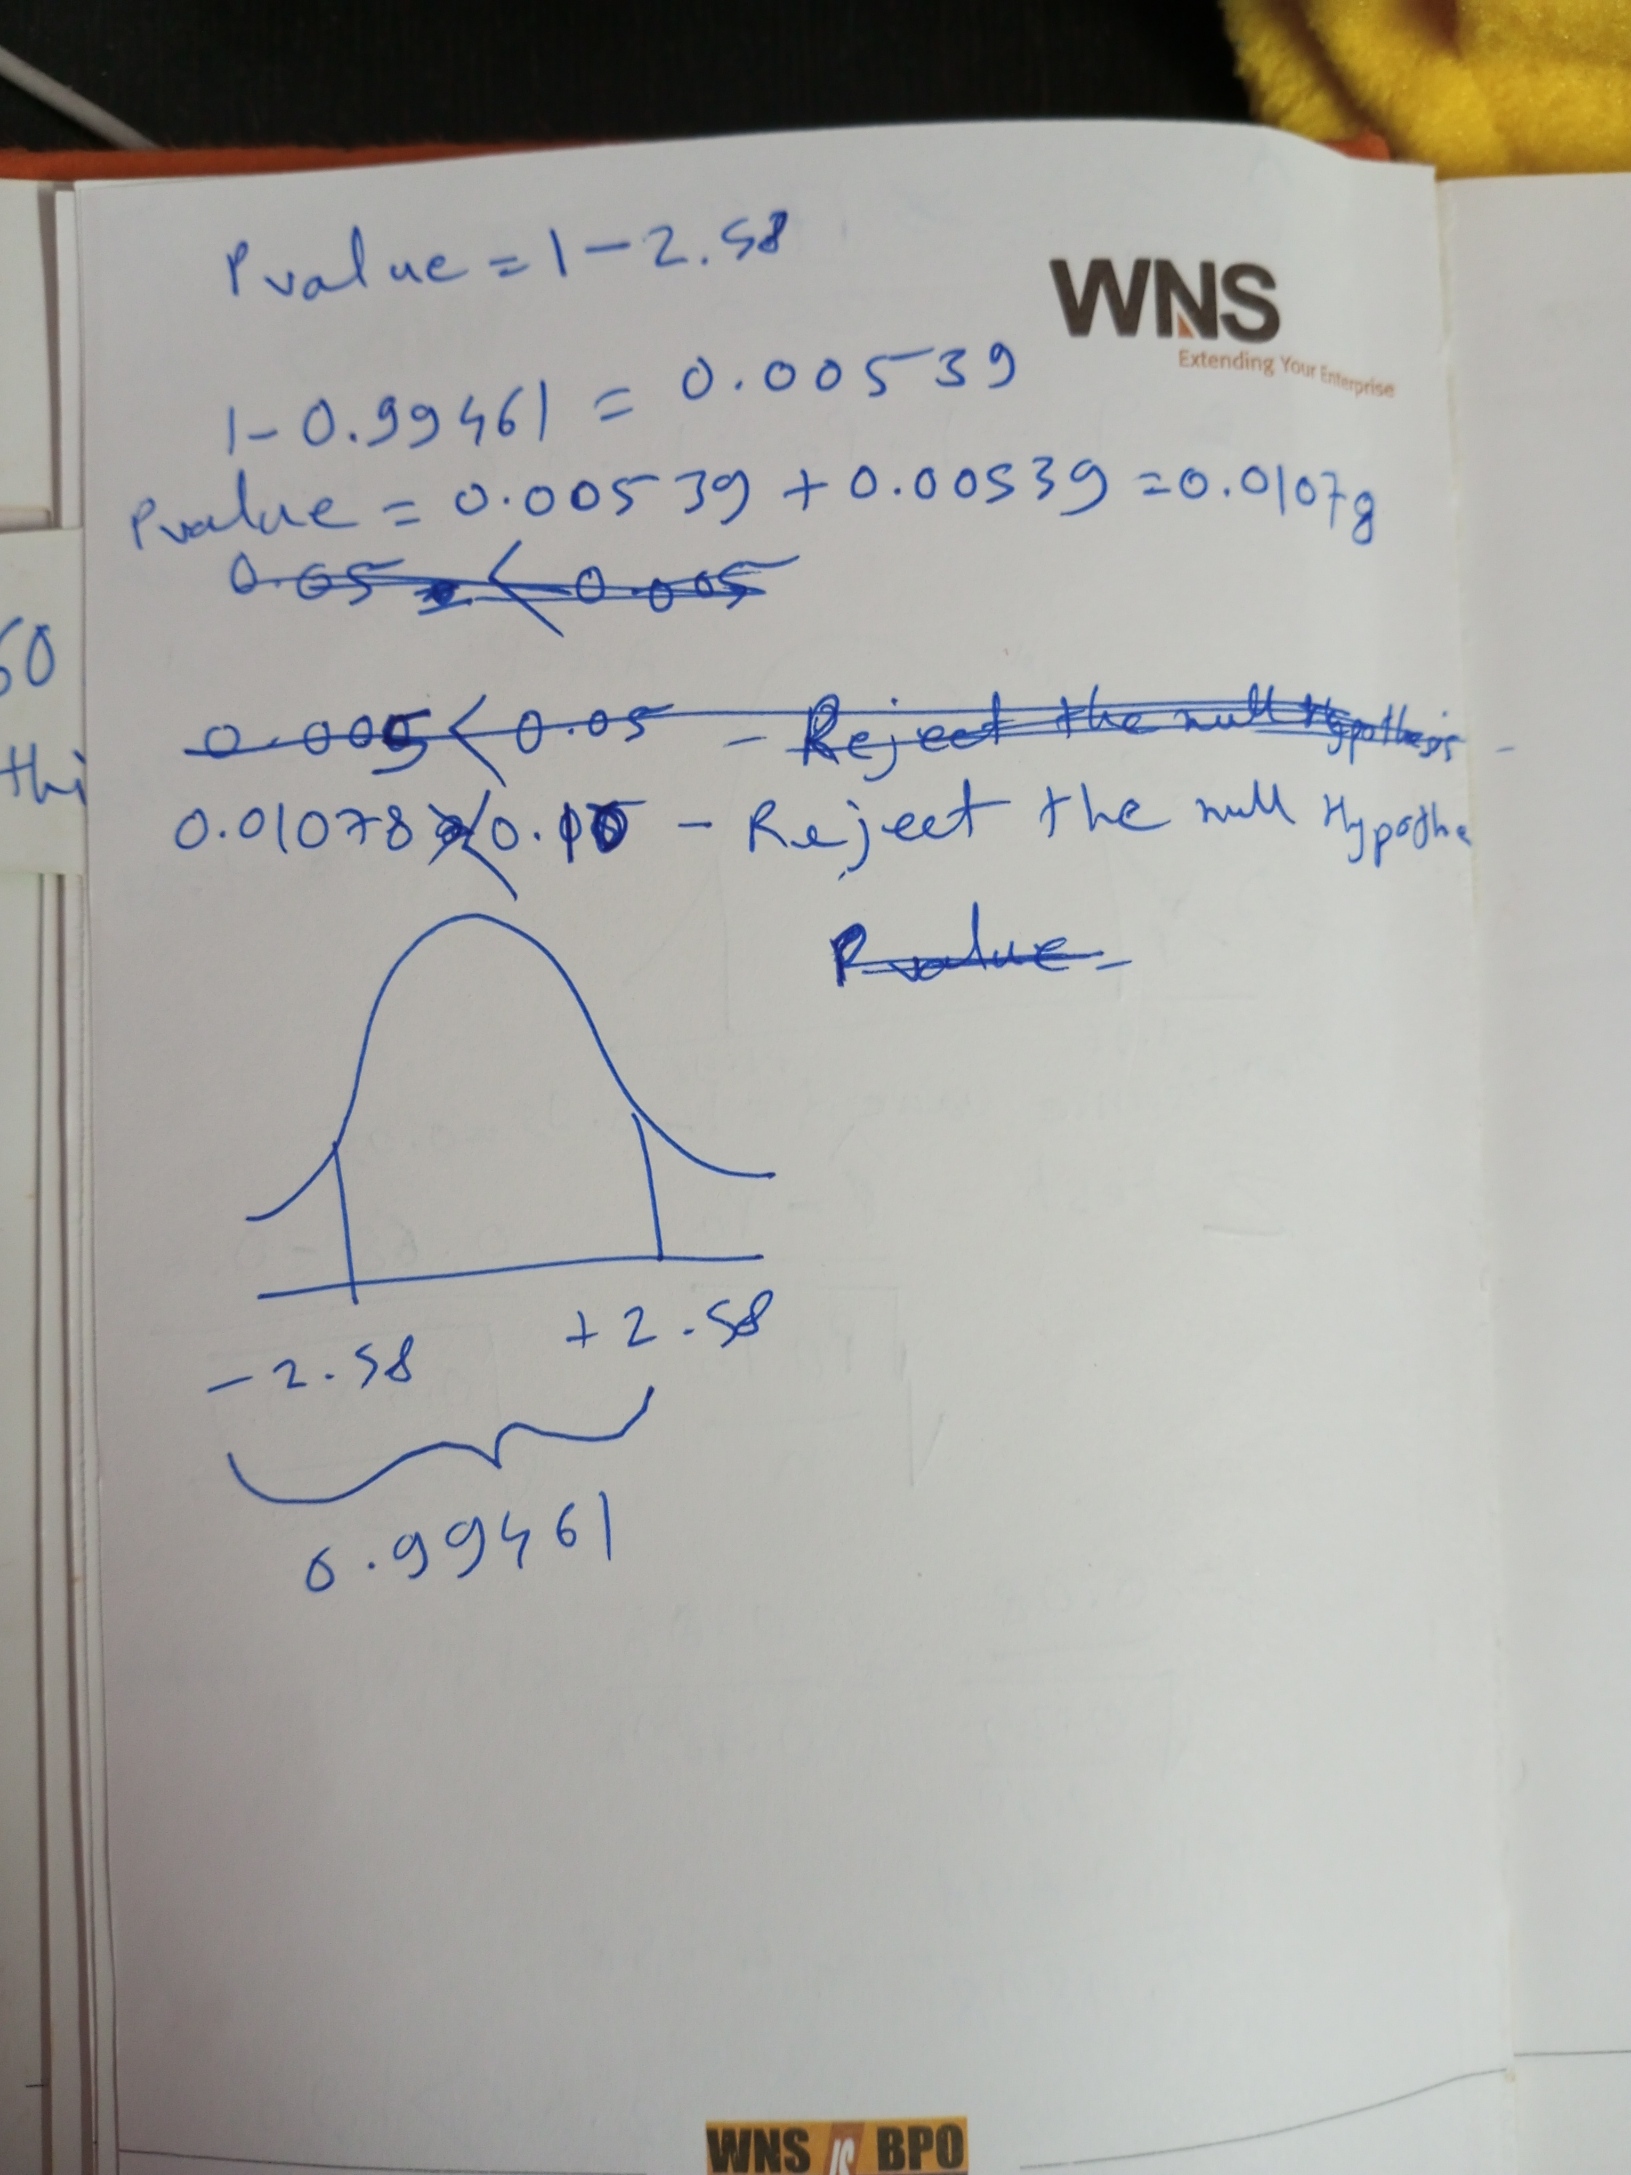 Pvalue = 1 - 2.58
WNS
Extending Your Enterprise
1 - 0.99461 = 0.00539
Pvalue = 0.00539 + 0.00539 = 0.01078
0.05 < 0.005
60
0.005 < 0.05 - Reject the null Hypothesis -
thi
0.01078 < 0.10 - Reject the null Hypothe
P value -
-2.58 +2.58
0.99461
WNS is BPO